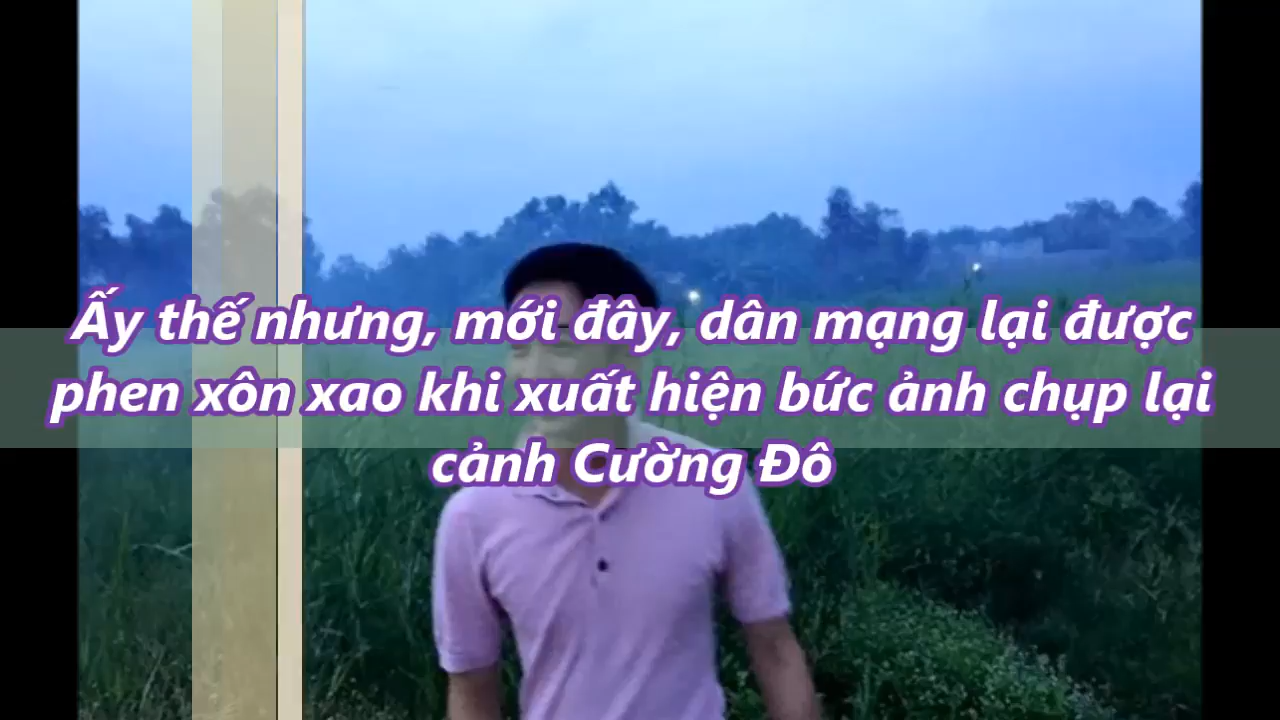 Ấy thế nhưng, mới đây, dân mạng lại được
phen xôn xao khi xuất hiện bức ảnh chụp lại
cảnh Cường Đô